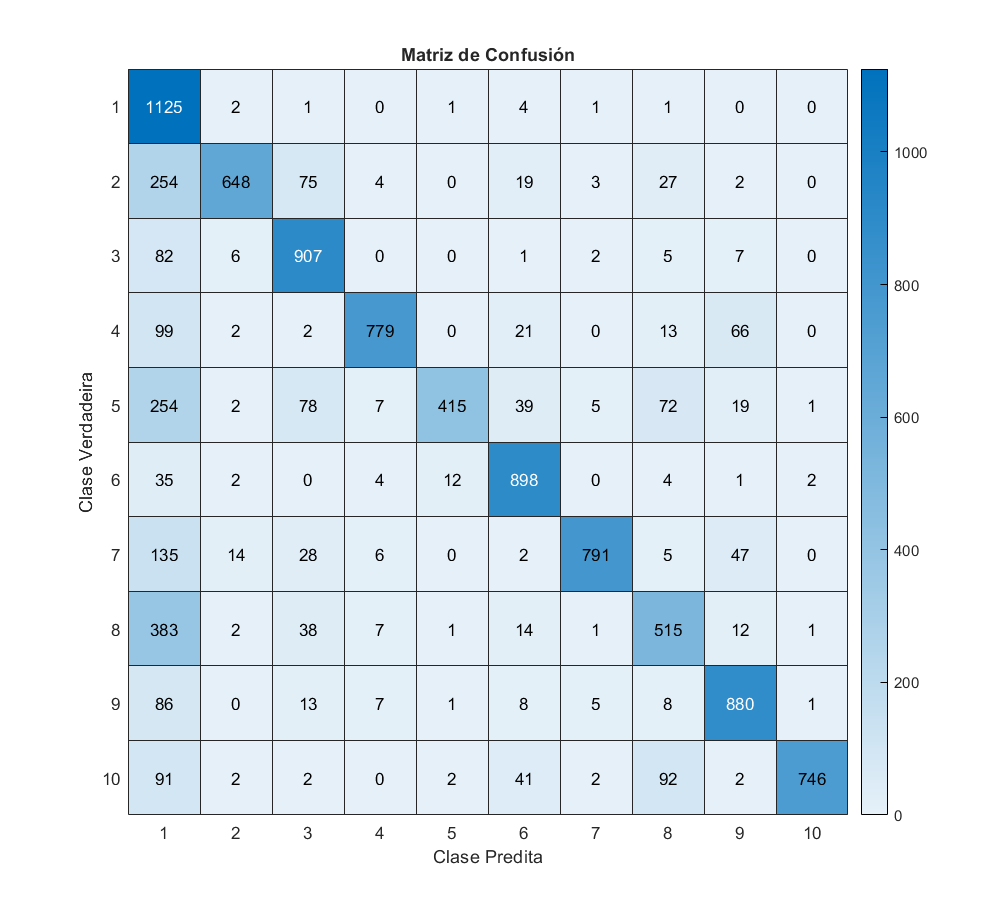 Matriz de Confusión
1 1125 2 1 0 1 4 1 1 0 0
2 254 648 75 4 0 19 3 27 2 0
3 82 6 907 0 0 1 2 5 7 0
4 99 2 2 779 0 21 0 13 66 0
5 254 2 78 7 415 39 5 72 19 1
6 35 2 0 4 12 898 0 4 1 2
7 135 14 28 6 0 2 791 5 47 0
8 383 2 38 7 1 14 1 515 12 1
9 86 0 13 7 1 8 5 8 880 1
10 91 2 2 0 2 41 2 92 2 746
1 2 3 4 5 6 7 8 9 10
Clase Predita
Clase Verdadeira
1000
800
600
400
200
0